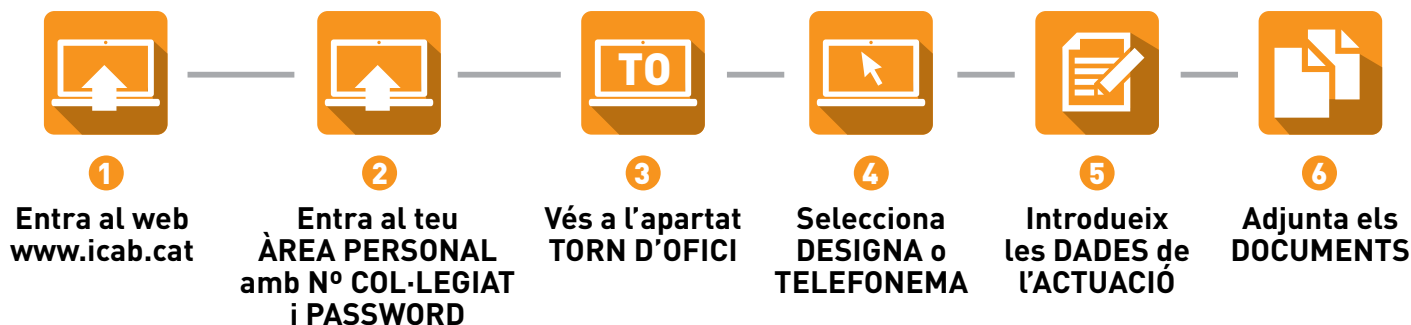 TO
1
Entra al web
www.icab.cat
2
Entra al teu
ÀREA PERSONAL
amb Nº COL·LEGIAT
i PASSWORD
3
Vés a l’apartat
TORN D’OFICI
4
Selecciona
DESIGNA o
TELEFONEMA
5
Introdueix
les DADES de
l’ACTUACIÓ
6
Adjunta els
DOCUMENTS